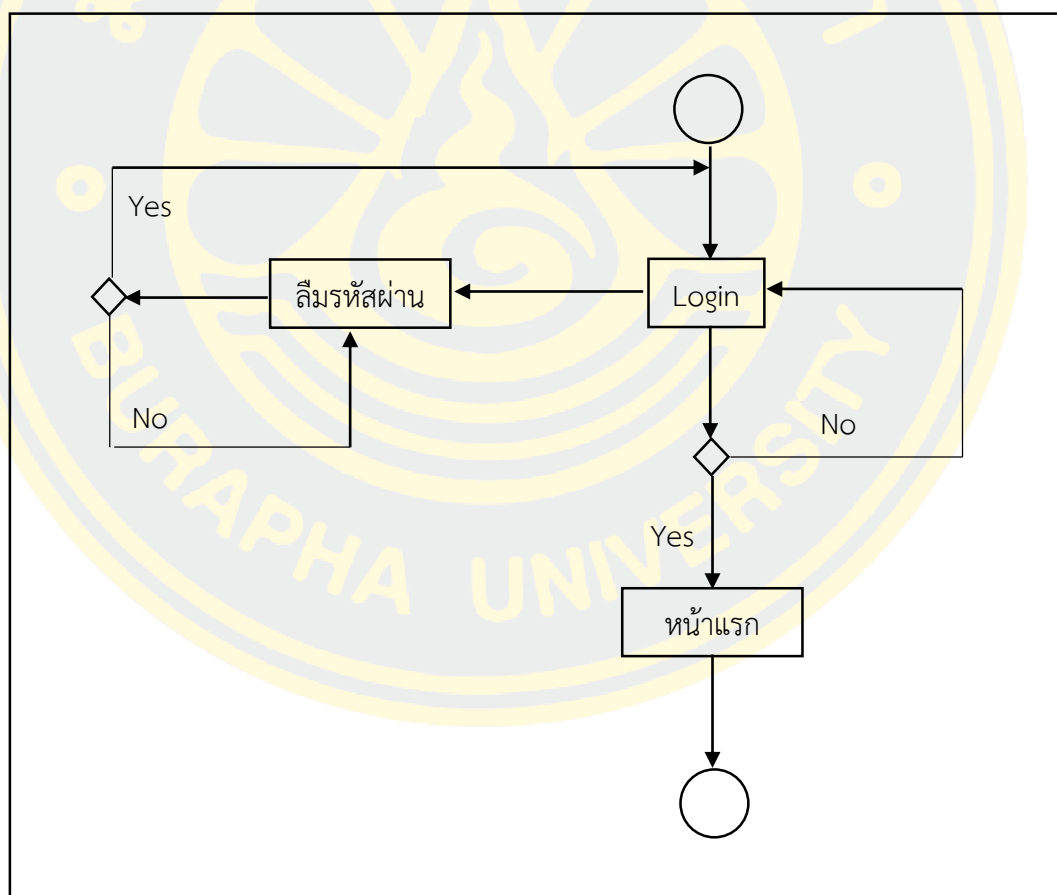 Yes
ลืมรหัสผ่าน
Login
No
No
Yes
หน้าแรก
BURAPHA UNIVERSITY